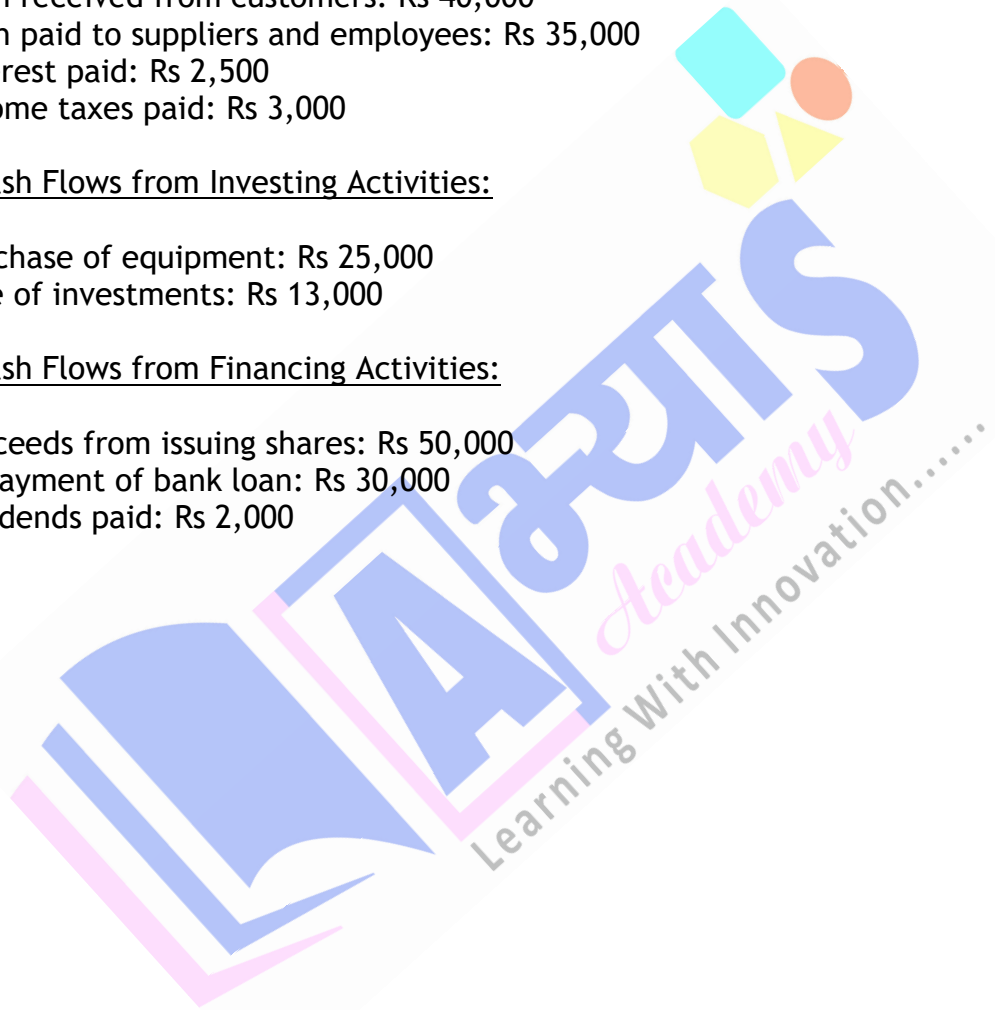 received from customers: Rs 40,000
paid to suppliers and employees: Rs 35,000
rest paid: Rs 2,500
ome taxes paid: Rs 3,000
sh Flows from Investing Activities:
chase of equipment: Rs 25,000
e of investments: Rs 13,000
sh Flows from Financing Activities:
ceeds from issuing shares: Rs 50,000
ayment of bank loan: Rs 30,000
dends paid: Rs 2,000
Aभ्यास
Academy
Learning With Innovation.....